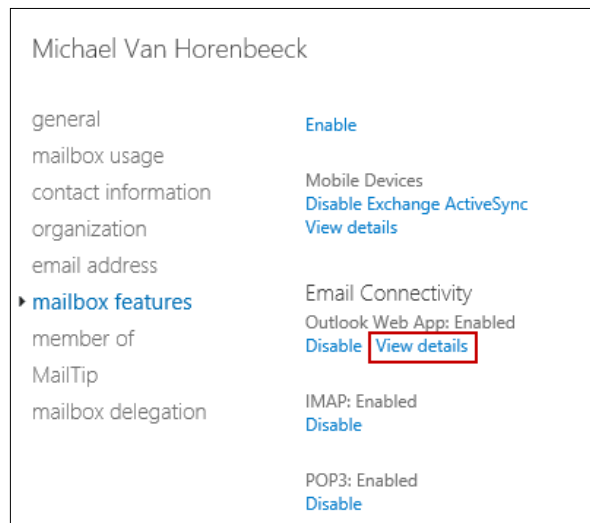 Michael Van Horenbeeck
general
mailbox usage
contact information
organization
email address
mailbox features
member of
MailTip
mailbox delegation
Enable
Mobile Devices
Disable Exchange ActiveSync
View details
Email Connectivity
Outlook Web App: Enabled
Disable View details
IMAP: Enabled
Disable
POP3: Enabled
Disable